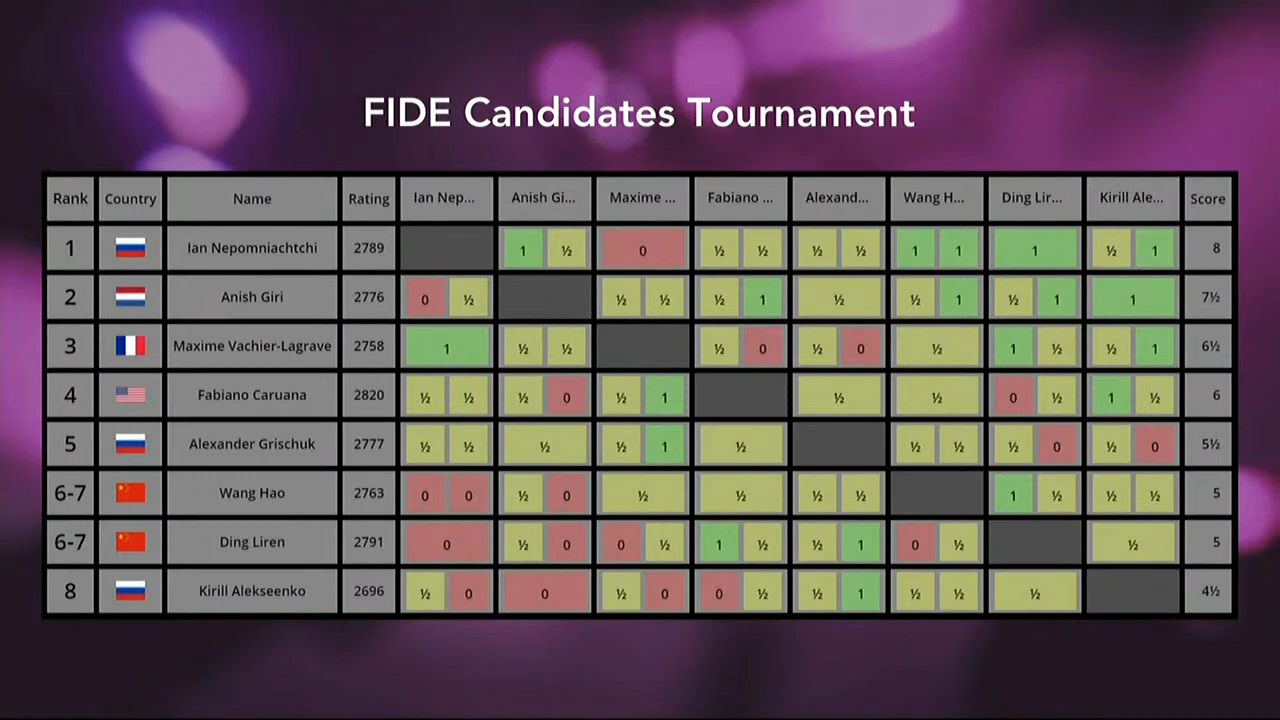 FIDE Candidates Tournament
Rank Country Name Rating Ian Nep... Anish Gi... Maxime ... Fabiano ... Alexand... Wang H... Ding Lir... Kirill Ale... Score
1 Ian Nepomniachtchi 2789 1 ½ 0 ½ ½ ½ ½ 1 1 1 ½ 1 8
2 Anish Giri 2776 0 ½ ½ ½ ½ 1 ½ ½ 1 ½ 1 1 7½
3 Maxime Vachier-Lagrave 2758 1 ½ ½ ½ 0 ½ 0 ½ 1 ½ ½ 1 6½
4 Fabiano Caruana 2820 ½ ½ ½ 0 ½ 1 ½ ½ 0 ½ 1 ½ 6
5 Alexander Grischuk 2777 ½ ½ ½ ½ 1 ½ ½ ½ ½ 0 ½ 0 5½
6-7 Wang Hao 2763 0 0 ½ 0 ½ ½ ½ ½ 1 ½ ½ ½ 5
6-7 Ding Liren 2791 0 ½ 0 0 ½ 1 ½ ½ 1 0 ½ ½ 5
8 Kirill Alekseenko 2696 ½ 0 0 ½ 0 0 ½ ½ 1 ½ ½ ½ 4½